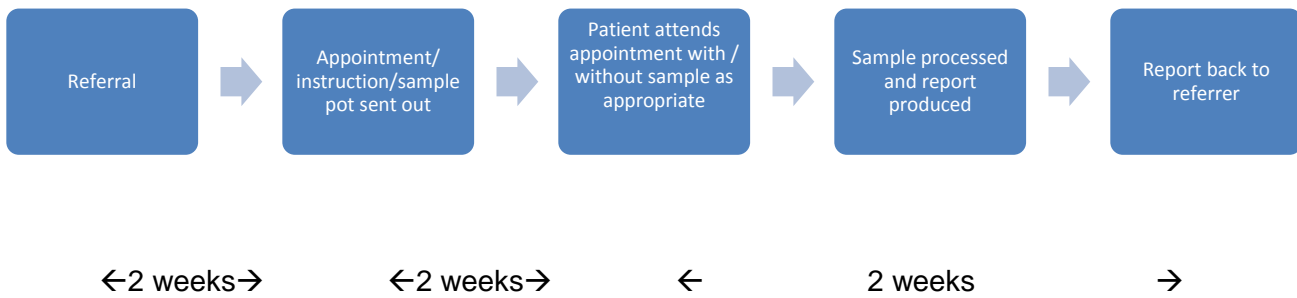 Referral
Appointment/
instruction/sample
pot sent out
Patient attends
appointment with /
without sample as
appropriate
Sample processed
and report
produced
Report back to
referrer
←2 weeks→ ←2 weeks→ ← 2 weeks →